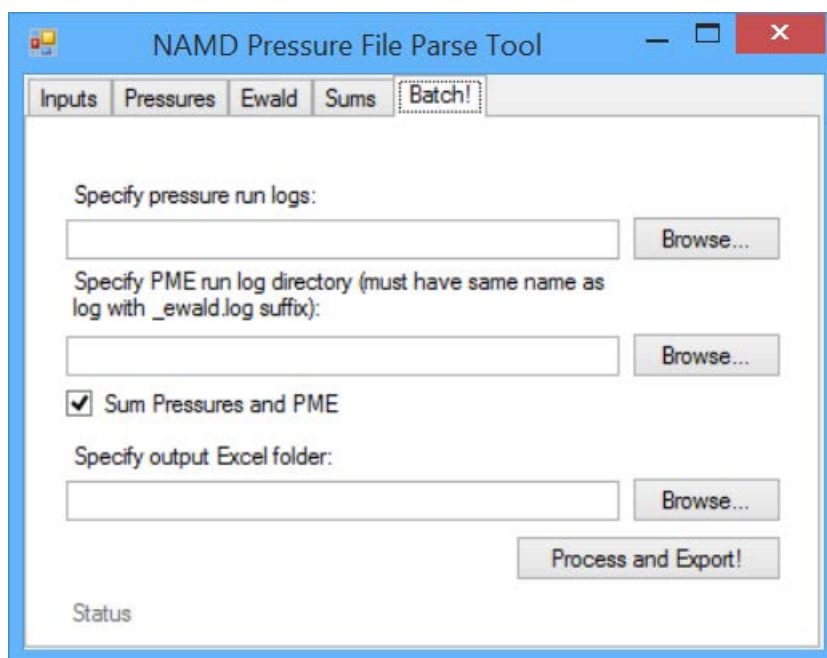 NAMD Pressure File Parse Tool
Inputs Pressures Ewald Sums Batch!
Specify pressure run logs:
Browse...
Specify PME run log directory (must have same name as
log with _ewald.log suffix):
Browse...
Sum Pressures and PME
Specify output Excel folder:
Browse...
Process and Export!
Status